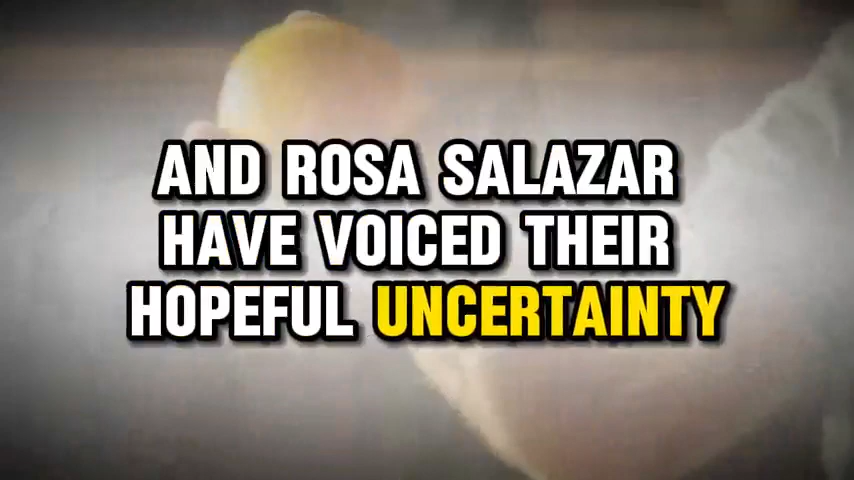 AND ROSA SALAZAR
HAVE VOICED THEIR
HOPEFUL UNCERTAINTY